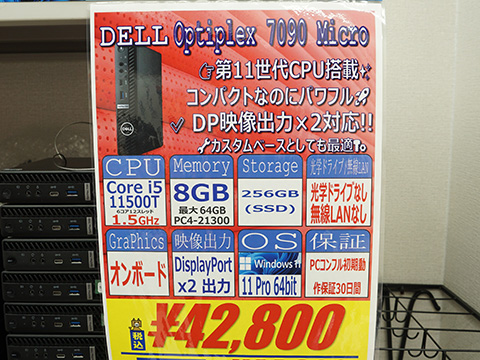 DELL Optiplex 7090 Micro
第11世代CPU搭載
コンパクトなのにパワフル
DP映像出力×2対応!!
カスタムベースとしても最適
DELL
CPU
Core i5
11500T
6コア12スレッド
1.5GHz
Memory
8GB
最大64GB
PC4-21300
Storage
256GB
(SSD)
光学ドライブ/無線LAN
光学ドライブなし
無線LANなし
GraPhics
オンボード
映像出力
DisplayPort
x2 出力
OS
Windows 11
11 Pro 64bit
保証
PCコンフル初期動
作保証30日間
税込
¥42,800